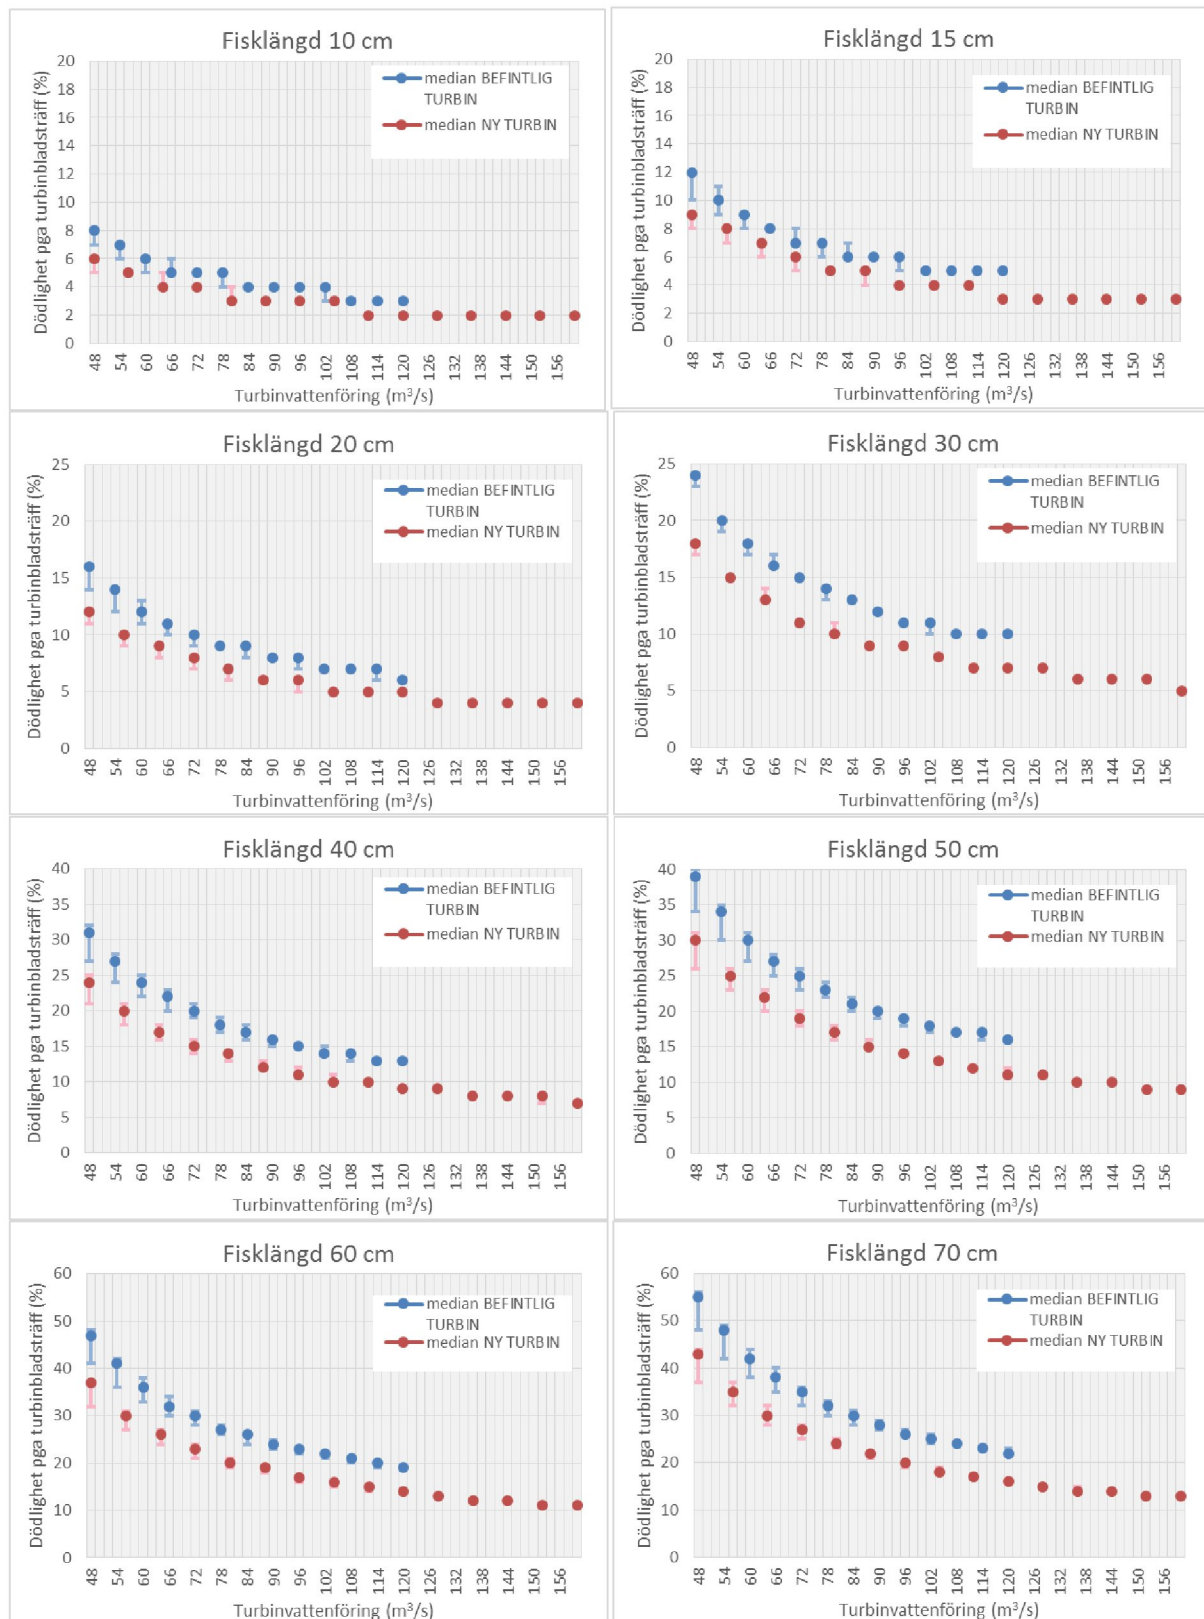 Fisklängd 10 cm
Dödlighet pga turbinbladsträff (%)
20
18
16
14
12
10
8
6
4
2
0
median BEFINTLIG
TURBIN
median NY TURBIN
48 54 60 66 72 78 84 90 96 102 108 114 120 126 132 138 144 150 156
Turbinvattenföring (m³/s)
Fisklängd 15 cm
Dödlighet pga turbinbladsträff (%)
20
18
16
14
12
10
8
6
4
2
0
median BEFINTLIG
TURBIN
median NY TURBIN
48 54 60 66 72 78 84 90 96 102 108 114 120 126 132 138 144 150 156
Turbinvattenföring (m³/s)
Fisklängd 20 cm
Dödlighet pga turbinbladsträff (%)
25
20
15
10
5
0
median BEFINTLIG
TURBIN
median NY TURBIN
48 54 60 66 72 78 84 90 96 102 108 114 120 126 132 138 144 150 156
Turbinvattenföring (m³/s)
Fisklängd 30 cm
Dödlighet pga turbinbladsträff (%)
25
20
15
10
5
0
median BEFINTLIG
TURBIN
median NY TURBIN
48 54 60 66 72 78 84 90 96 102 108 114 120 126 132 138 144 150 156
Turbinvattenföring (m³/s)
Fisklängd 40 cm
Dödlighet pga turbinbladsträff (%)
40
35
30
25
20
15
10
5
0
median BEFINTLIG
TURBIN
median NY TURBIN
48 54 60 66 72 78 84 90 96 102 108 114 120 126 132 138 144 150 156
Turbinvattenföring (m³/s)
Fisklängd 50 cm
Dödlighet pga turbinbladsträff (%)
40
35
30
25
20
15
10
5
0
median BEFINTLIG
TURBIN
median NY TURBIN
48 54 60 66 72 78 84 90 96 102 108 114 120 126 132 138 144 150 156
Turbinvattenföring (m³/s)
Fisklängd 60 cm
Dödlighet pga turbinbladsträff (%)
60
50
40
30
20
10
0
median BEFINTLIG
TURBIN
median NY TURBIN
48 54 60 66 72 78 84 90 96 102 108 114 120 126 132 138 144 150 156
Turbinvattenföring (m³/s)
Fisklängd 70 cm
Dödlighet pga turbinbladsträff (%)
60
50
40
30
20
10
0
median BEFINTLIG
TURBIN
median NY TURBIN
48 54 60 66 72 78 84 90 96 102 108 114 120 126 132 138 144 150 156
Turbinvattenföring (m³/s)